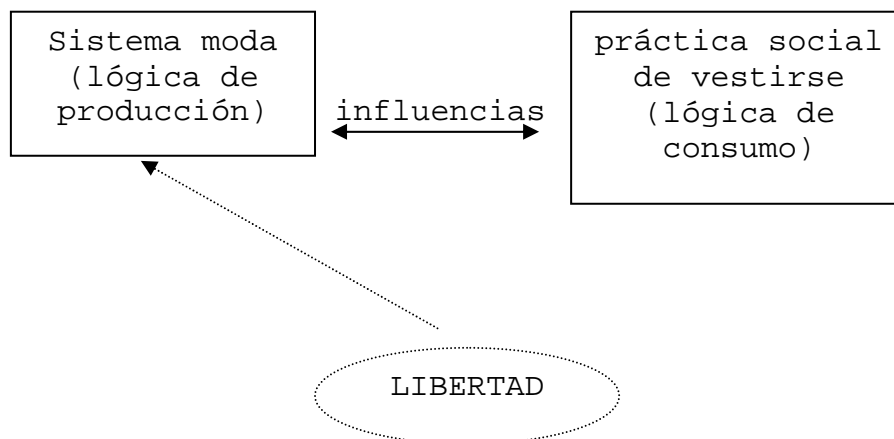 Sistema moda
(lógica de
producción)
influencias
práctica social
de vestirse
(lógica de
consumo)
LIBERTAD